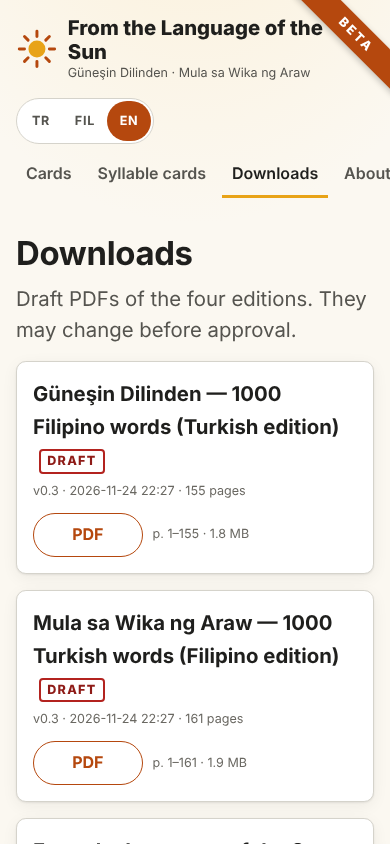 From the Language of the
Sun
Güneşin Dilinden · Mula sa Wika ng Araw
BETA
TR FIL EN
Cards Syllable cards Downloads About
Downloads
Draft PDFs of the four editions. They
may change before approval.
Güneşin Dilinden — 1000
Filipino words (Turkish edition)
DRAFT
v0.3 · 2026-11-24 22:27 · 155 pages
PDF p. 1–155 · 1.8 MB
Mula sa Wika ng Araw — 1000
Turkish words (Filipino edition)
DRAFT
v0.3 · 2026-11-24 22:27 · 161 pages
PDF p. 1–161 · 1.9 MB